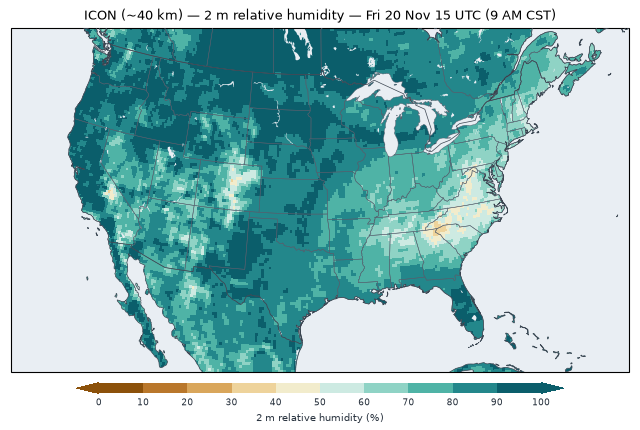 ICON (~40 km) — 2 m relative humidity — Fri 20 Nov 15 UTC (9 AM CST)
0 10 20 30 40 50 60 70 80 90 100
2 m relative humidity (%)